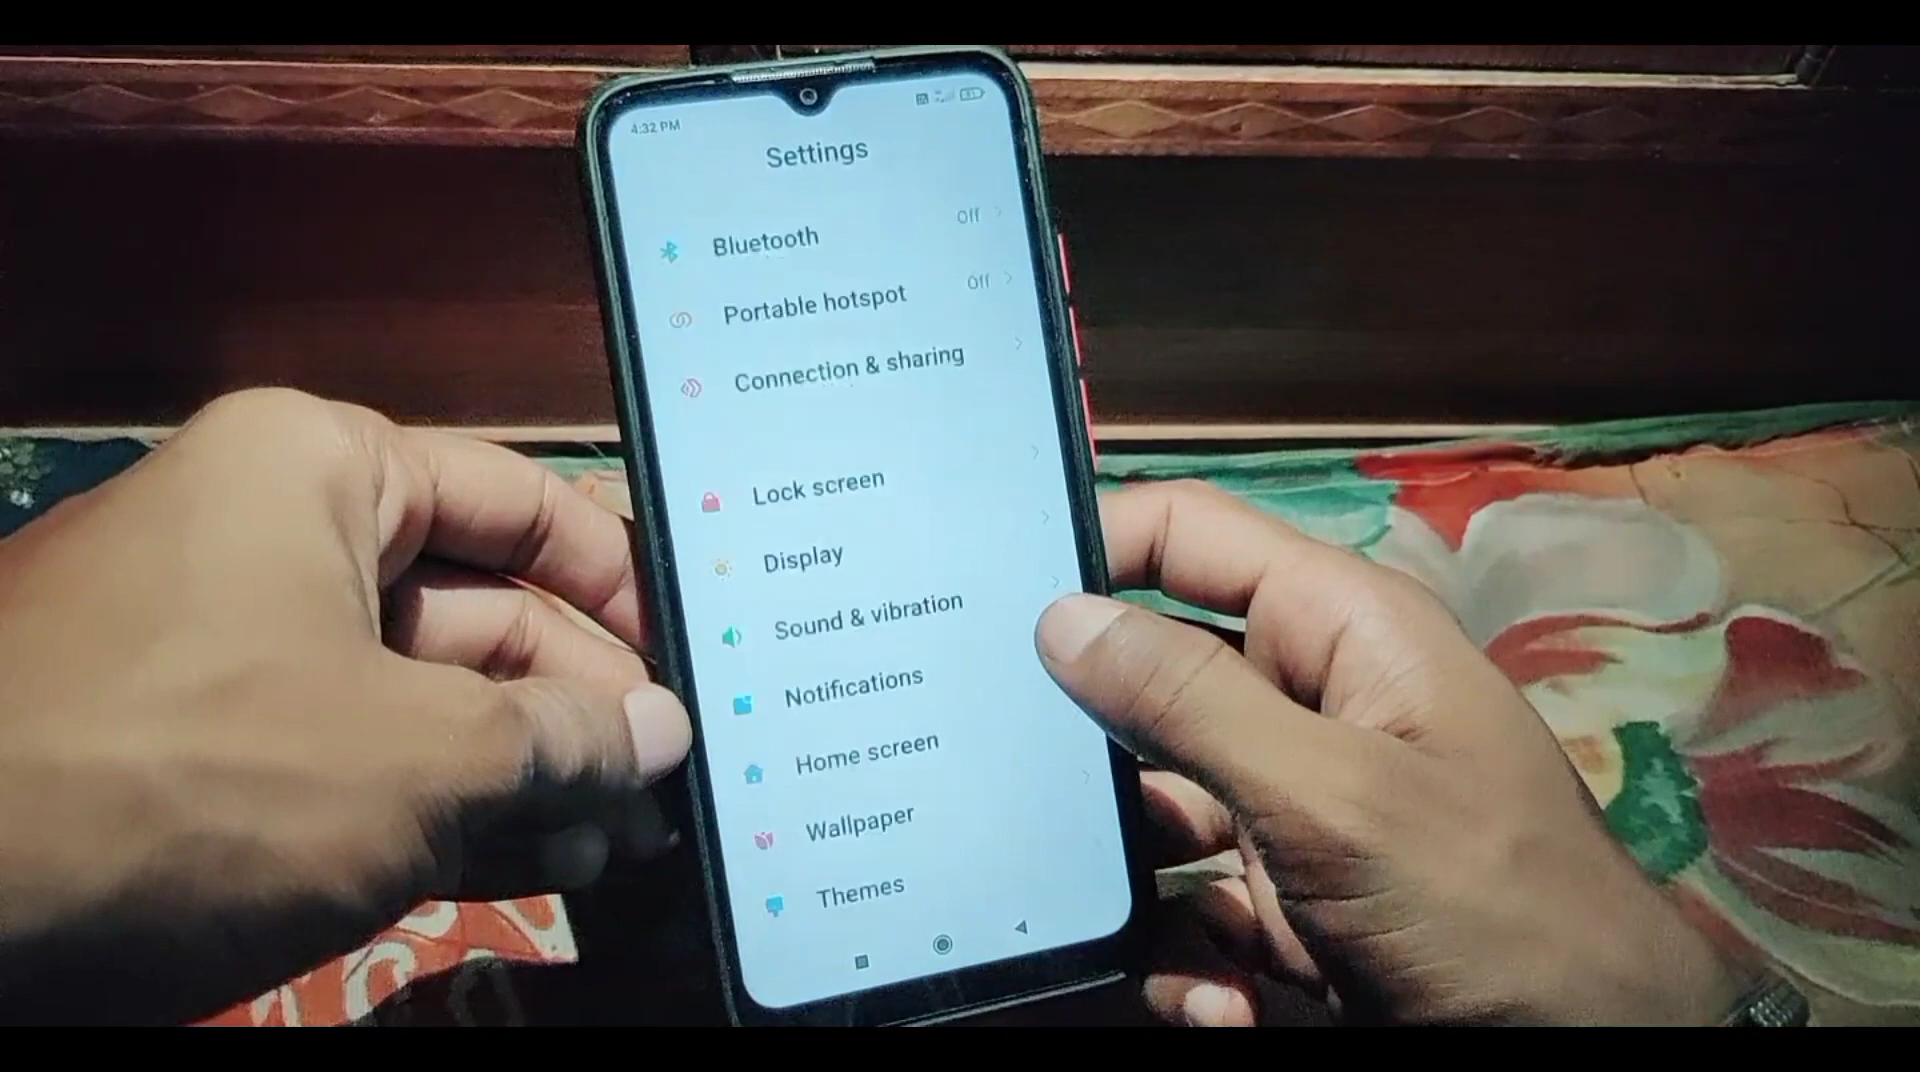 4:32 PM
Settings
Bluetooth
Off
Portable hotspot
Off
Connection & sharing
Lock screen
Display
Sound & vibration
Notifications
Home screen
Wallpaper
Themes